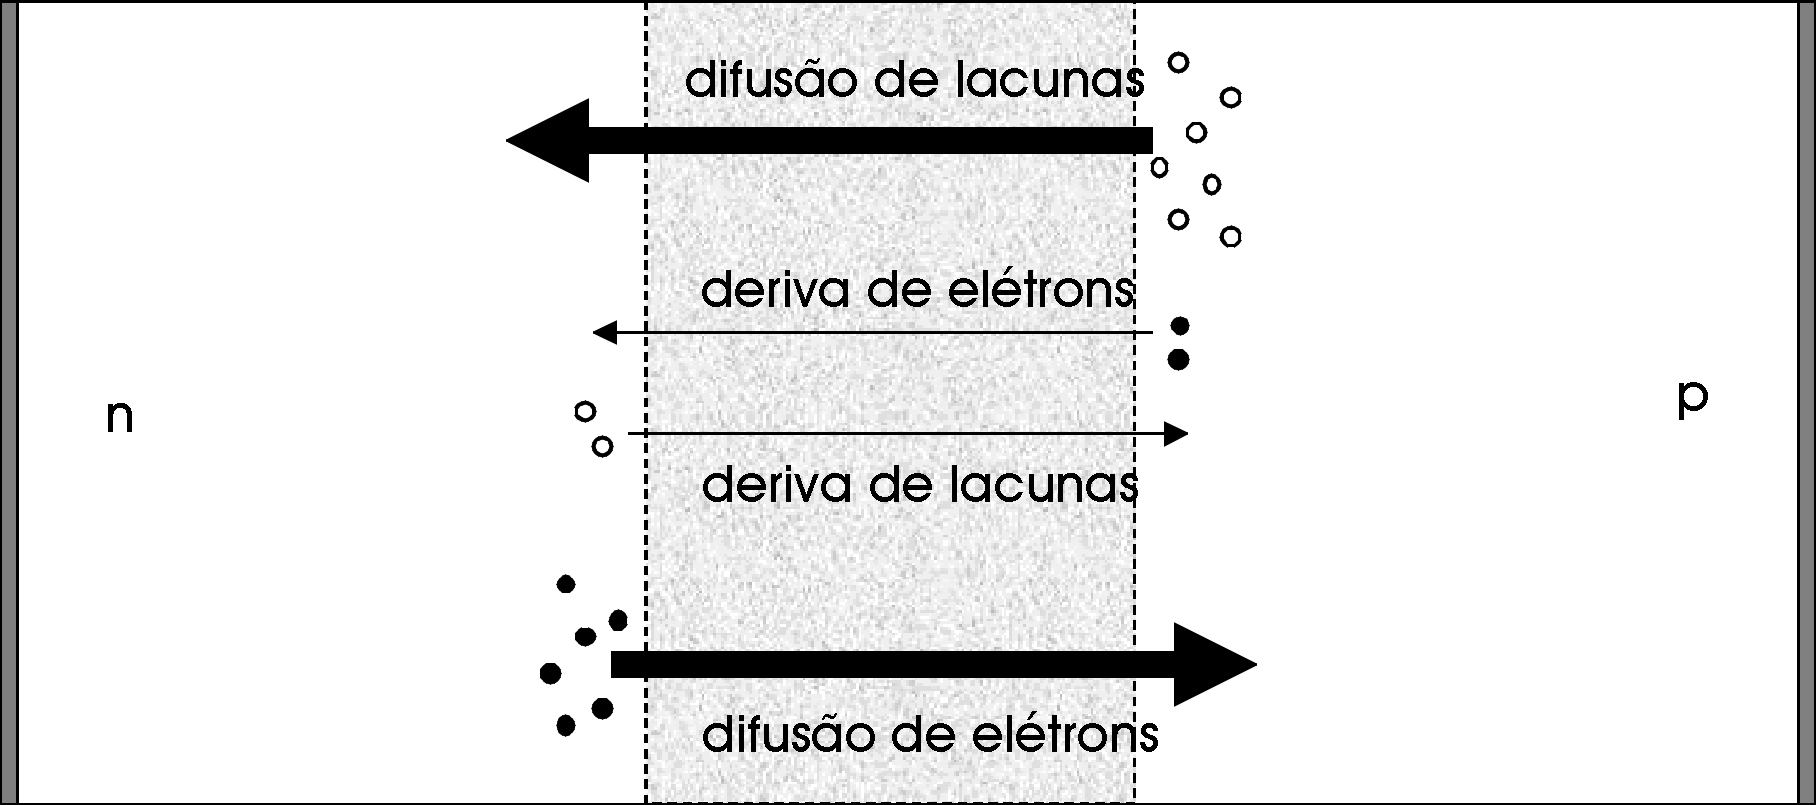 difusão de lacunas
deriva de elétrons
n
p
deriva de lacunas
difusão de elétrons